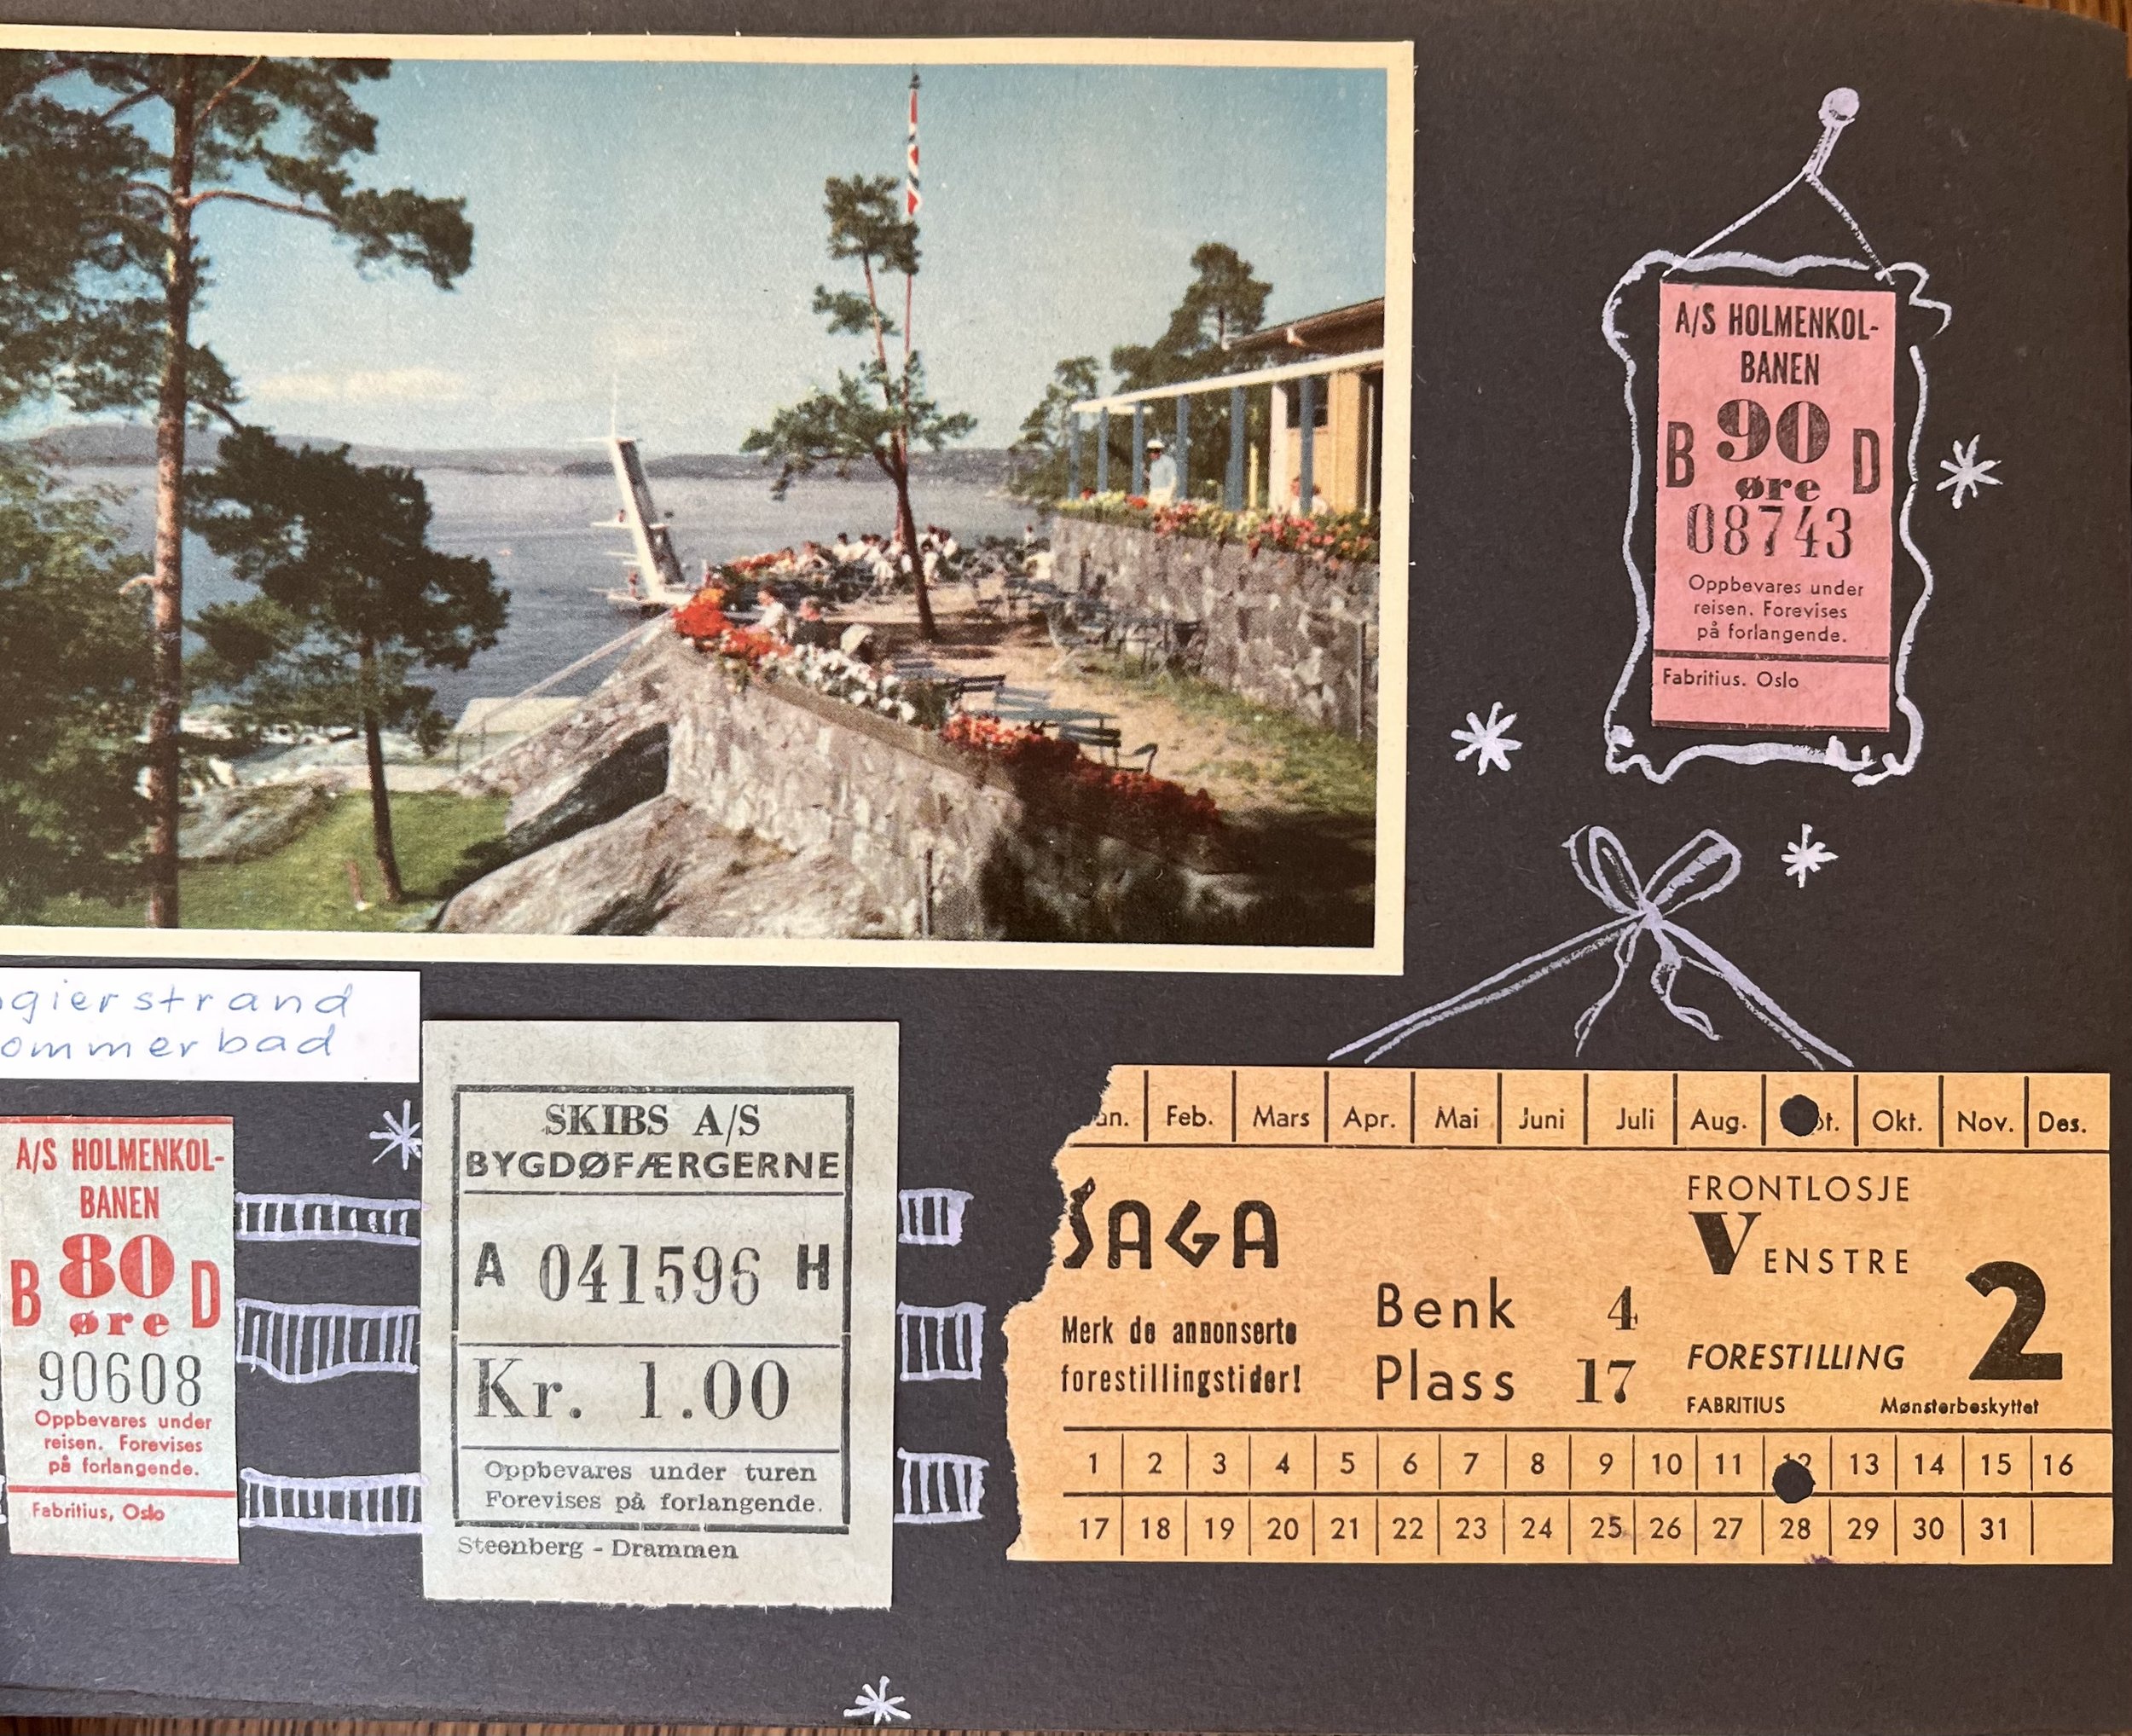 A/S HOLMENKOL-
BANEN
B 90 D
øre
08743
Oppbevares under
reisen. Forevises
på forlangende.
Fabritius. Oslo
gierstrand
ommerbad
A/S HOLMENKOL-
BANEN
B 80 D
øre
90608
Oppbevares under
reisen. Forevises
på forlangende.
Fabritius, Oslo
SKIBS A/S
BYGDØFÆRGERNE
A 041596 H
Kr. 1.00
Oppbevares under turen
Forevises på forlangende.
Steenberg - Drammen
an. Feb. Mars Apr. Mai Juni Juli Aug. t. Okt. Nov. Des.
SAGA
Merk de annonserte
forestillingstider!
Benk 4
Plass 17
FRONTLOSJE
VENSTRE
FORESTILLING 2
FABRITIUS Mønsterbeskyttet
1 2 3 4 5 6 7 8 9 10 11 12 13 14 15 16
17 18 19 20 21 22 23 24 25 26 27 28 29 30 31